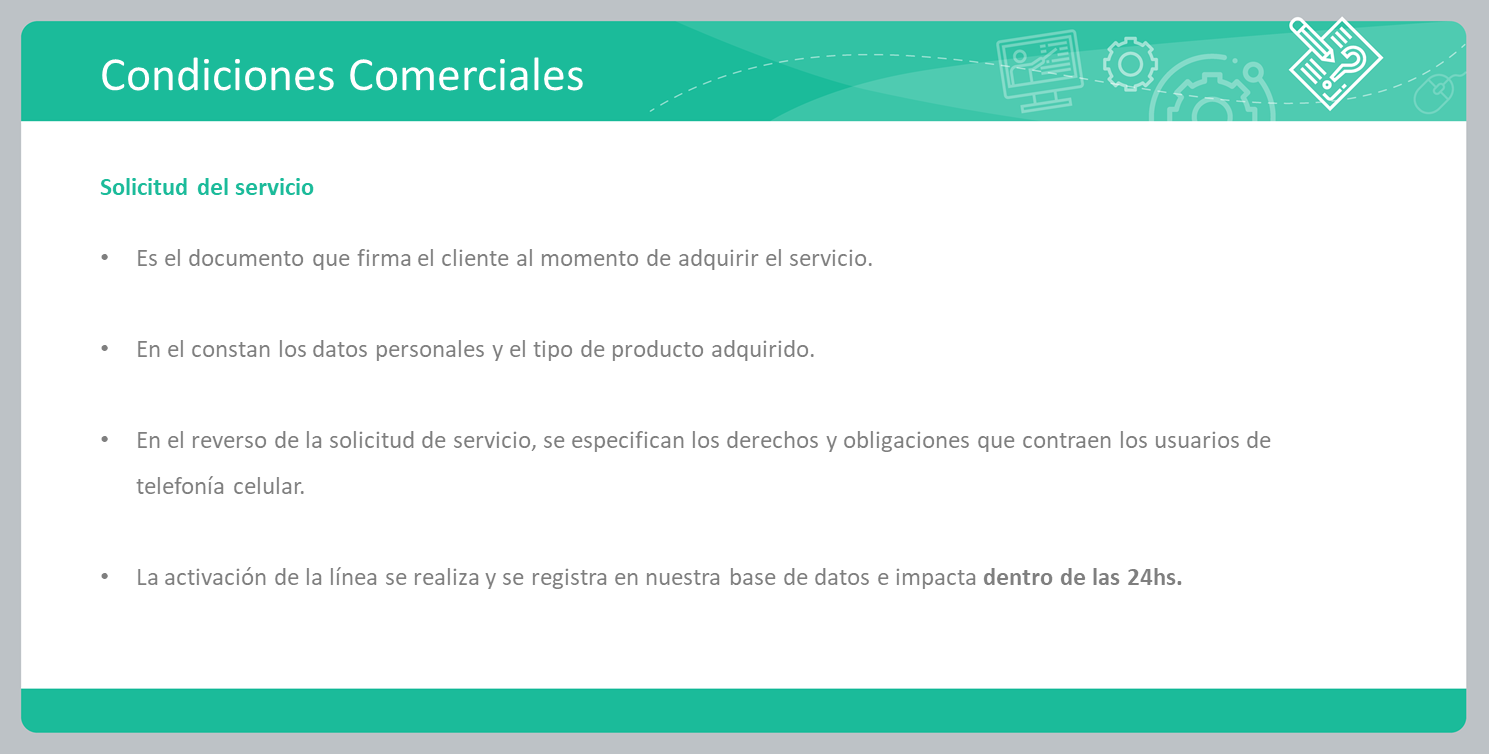 Condiciones Comerciales
Solicitud del servicio
• Es el documento que firma el cliente al momento de adquirir el servicio.
• En el constan los datos personales y el tipo de producto adquirido.
• En el reverso de la solicitud de servicio, se especifican los derechos y obligaciones que contraen los usuarios de
telefonía celular.
• La activación de la línea se realiza y se registra en nuestra base de datos e impacta dentro de las 24hs.